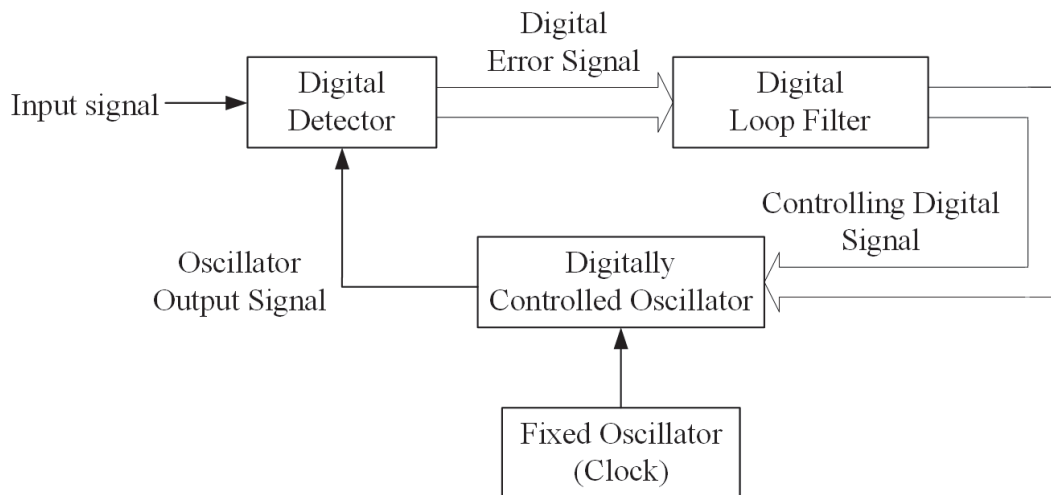 Digital
Error Signal
Input signal
Digital
Detector
Digital
Loop Filter
Controlling Digital
Signal
Oscillator
Output Signal
Digitally
Controlled Oscillator
Fixed Oscillator
(Clock)